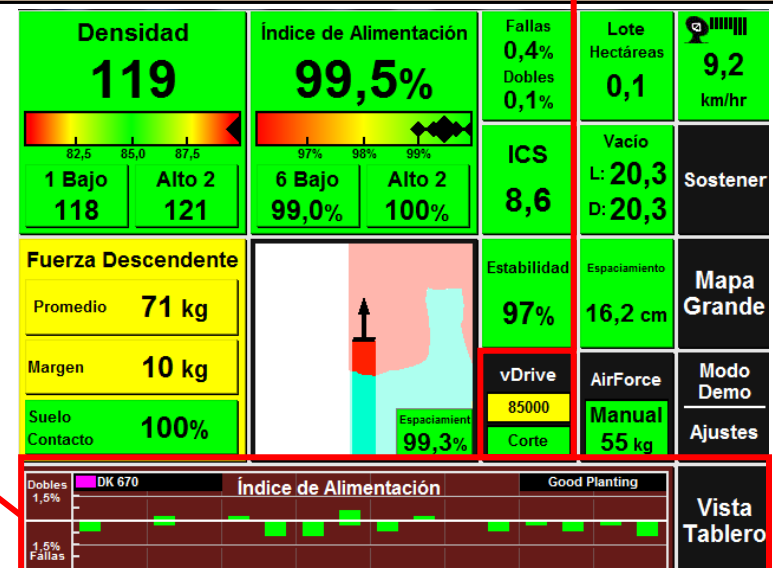 Densidad
119
82,5 85,0 87,5
1 Bajo
118
Alto 2
121
Índice de Alimentación
99,5%
97% 98% 99%
6 Bajo
99,0%
Alto 2
100%
Fallas
0,4%
Dobles
0,1%
Lote
Hectáreas
0,1
9,2
km/hr
ICS
8,6
Vacío
L: 20,3
D: 20,3
Sostener
Fuerza Descendente
Promedio 71 kg
Margen 10 kg
Suelo
Contacto 100%
Espaciamient
99,3%
Estabilidad
97%
Espaciamiento
16,2 cm
Mapa
Grande
vDrive
85000
Corte
AirForce
Manual
55 kg
Modo
Demo
Ajustes
Dobles
1,5%
DK 670
Índice de Alimentación
Good Planting
1,5%
Fallas
Vista
Tablero